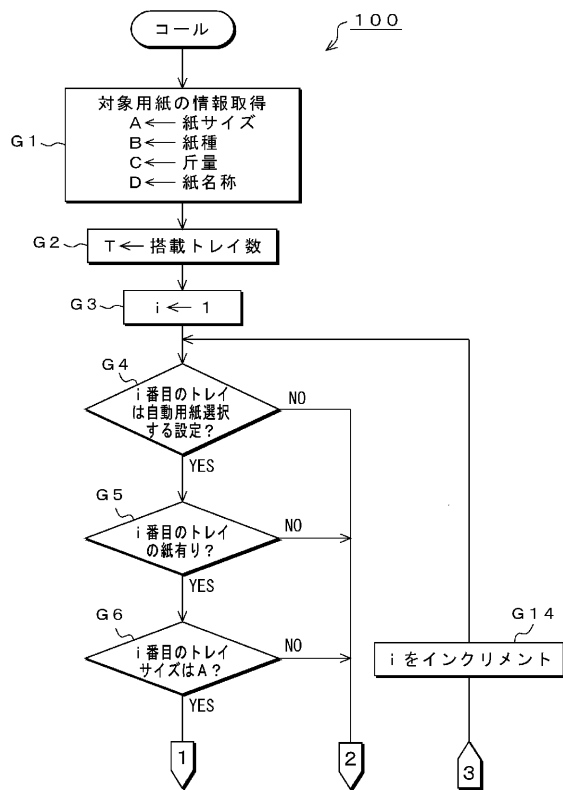 コール
100
G1
対象用紙の情報取得
A← 紙サイズ
B← 紙種
C← 斤量
D← 紙名称
G2
T← 搭載トレイ数
G3
i ← 1
G4
i番目のトレイ
は自動用紙選択
する設定?
NO
YES
G5
i番目のトレイ
の紙有り?
NO
YES
G6
i番目のトレイ
サイズはA?
NO
YES
G14
iをインクリメント
1
2
3